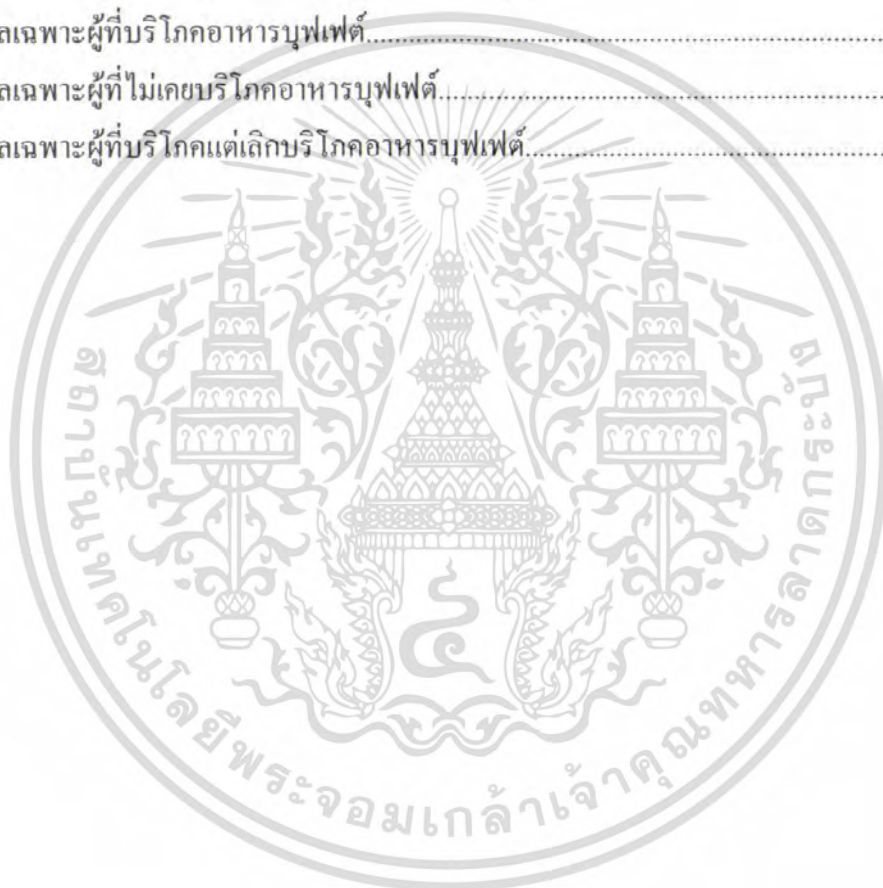 ลเฉพาะผู้ที่บริโภคอาหารบุฟเฟต์
ลเฉพาะผู้ที่ไม่เคยบริโภคอาหารบุฟเฟต์
ลเฉพาะผู้ที่บริโภคแต่เลิกบริโภคอาหารบุฟเฟต์
สถาบันเทคโนโลยีพระจอมเกล้าเจ้าคุณทหารลาดกระบัง
๔